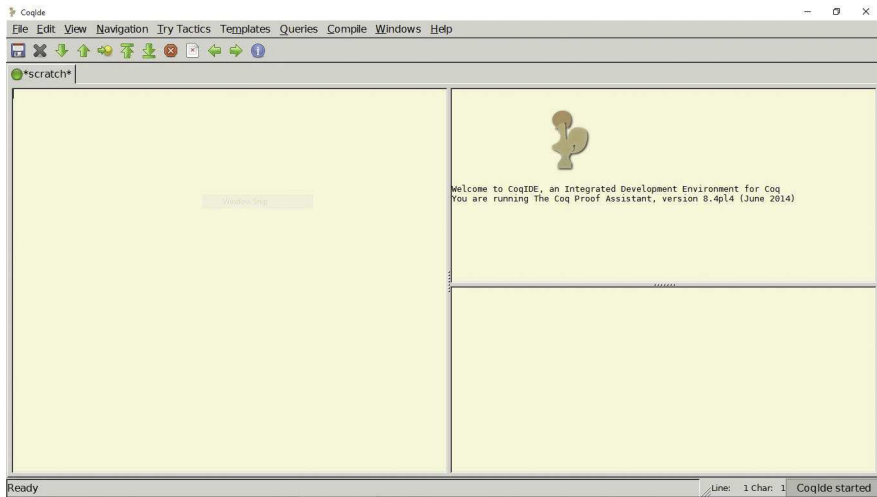 CoqIde
File Edit View Navigation Try Tactics Templates Queries Compile Windows Help
*scratch*
Welcome to CoqIDE, an Integrated Development Environment for Coq
You are running The Coq Proof Assistant, version 8.4pl4 (June 2014)
Window Snip
Ready
Line: 1 Char: 1
CoqIde started